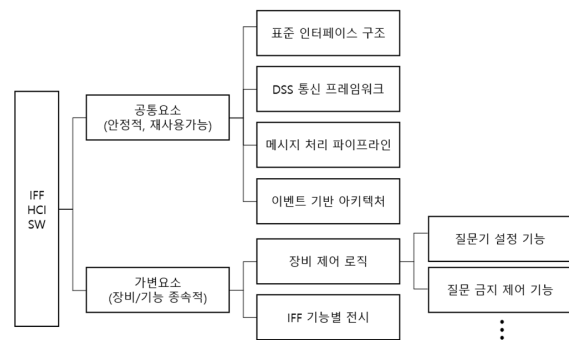 IFF
HCI
SW
공통요소
(안정적, 재사용가능)
표준 인터페이스 구조
DSS 통신 프레임워크
메시지 처리 파이프라인
이벤트 기반 아키텍처
가변요소
(장비/기능 종속적)
장비 제어 로직
IFF 기능별 전시
질문기 설정 기능
질문 금지 제어 기능